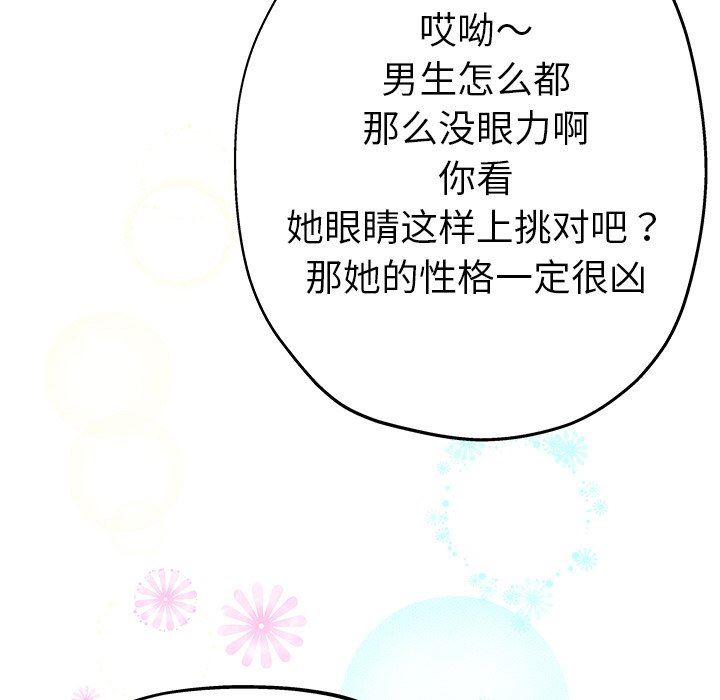 哎呦～
男生怎么都
那么没眼力啊
你看
她眼睛这样上挑对吧？
那她的性格一定很凶